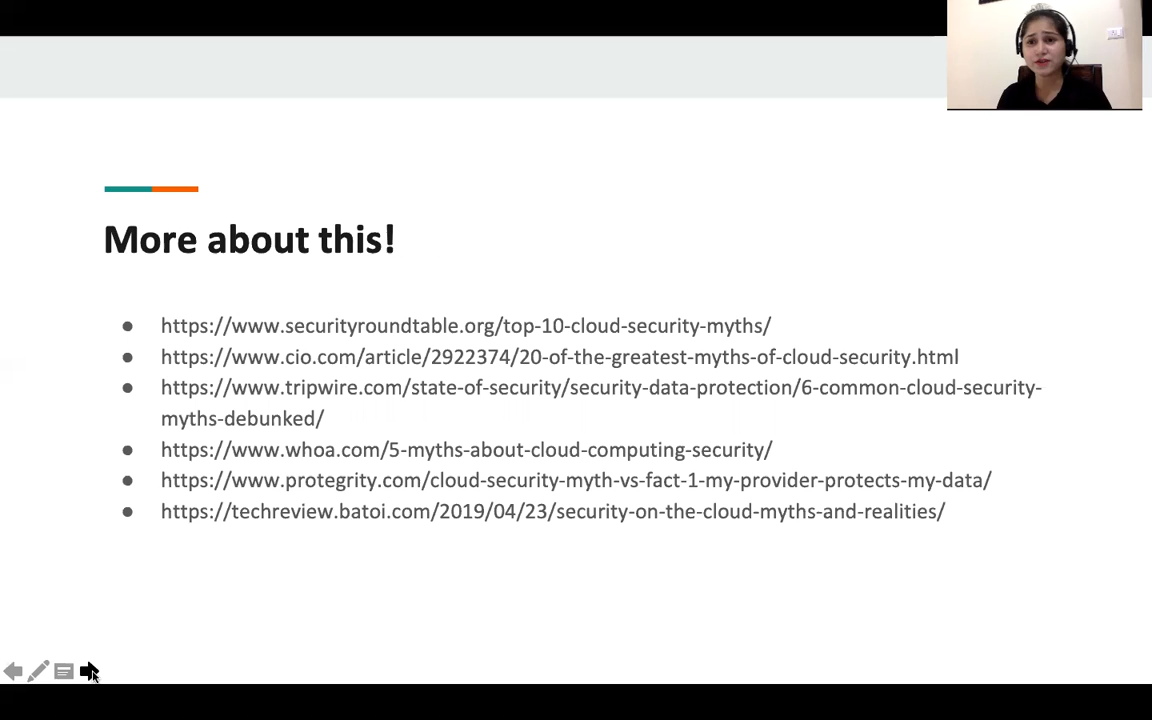 More about this!
● https://www.securityroundtable.org/top-10-cloud-security-myths/
● https://www.cio.com/article/2922374/20-of-the-greatest-myths-of-cloud-security.html
● https://www.tripwire.com/state-of-security/security-data-protection/6-common-cloud-security-
myths-debunked/
● https://www.whoa.com/5-myths-about-cloud-computing-security/
● https://www.protegrity.com/cloud-security-myth-vs-fact-1-my-provider-protects-my-data/
● https://techreview.batoi.com/2019/04/23/security-on-the-cloud-myths-and-realities/